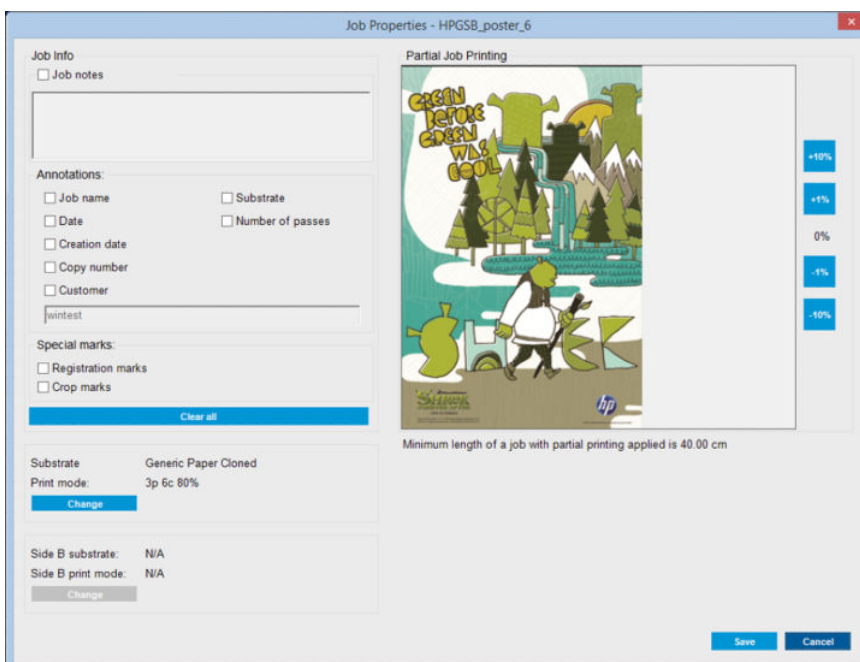 Job Properties - HPGSB_poster_6
x
Job Info
Job notes
Annotations:
Job name
Substrate
Date
Number of passes
Creation date
Copy number
Customer
wintest
Special marks:
Registration marks
Crop marks
Clear all
Substrate Generic Paper Cloned
Print mode: 3p 6c 80%
Change
Side B substrate: N/A
Side B print mode: N/A
Change
Partial Job Printing
GREEN
BEFORE
GREEN
WAS
COOL
SHREK
SHREK
hp
+10%
+1%
0%
-1%
-10%
Minimum length of a job with partial printing applied is 40.00 cm
Save Cancel